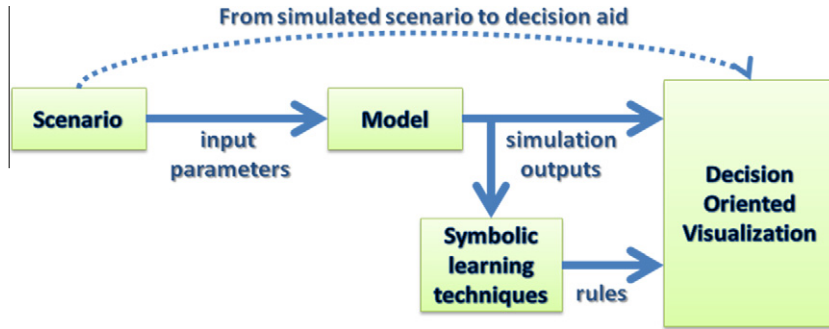 From simulated scenario to decision aid
Scenario
input
parameters
Model
simulation
outputs
Symbolic
learning
techniques
rules
Decision
Oriented
Visualization